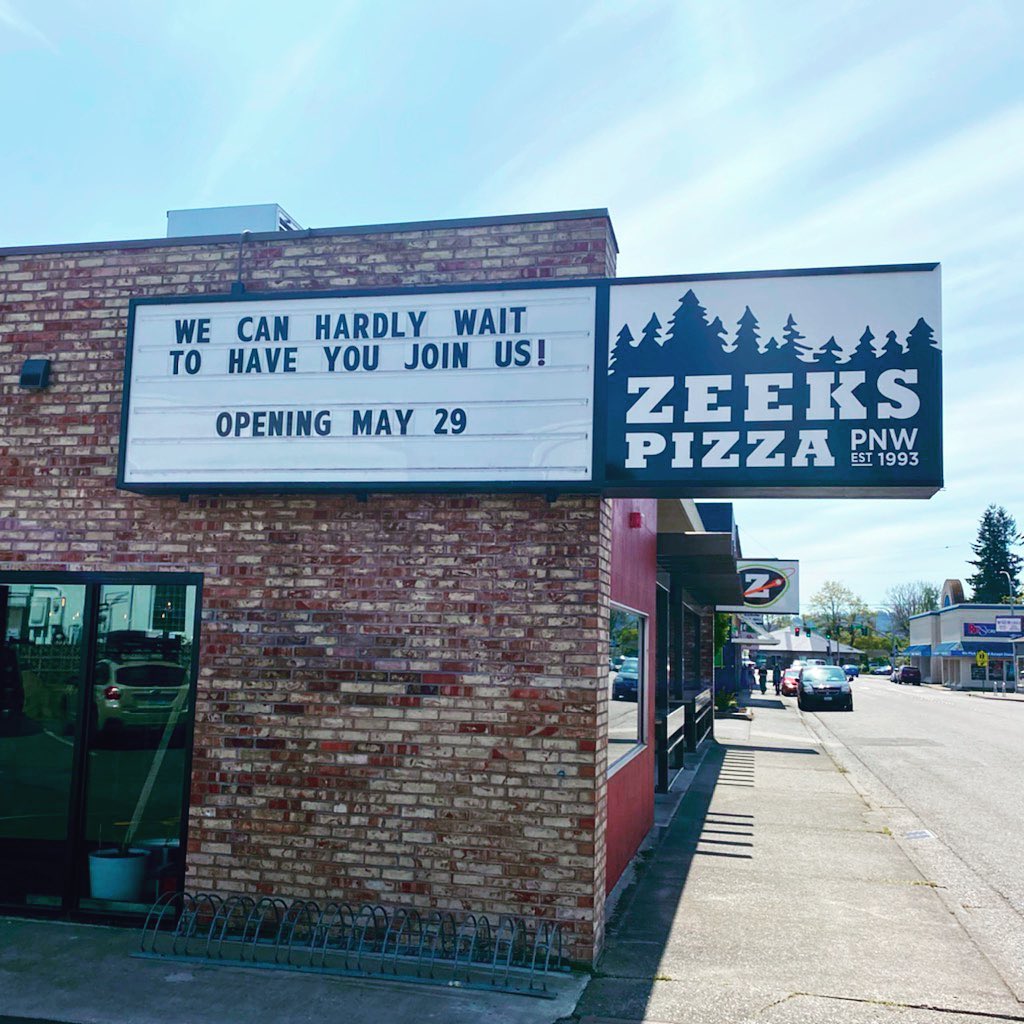 WE CAN HARDLY WAIT
TO HAVE YOU JOIN US!
OPENING MAY 29
ZEEKS
PIZZA
PNW
EST 1993
Z